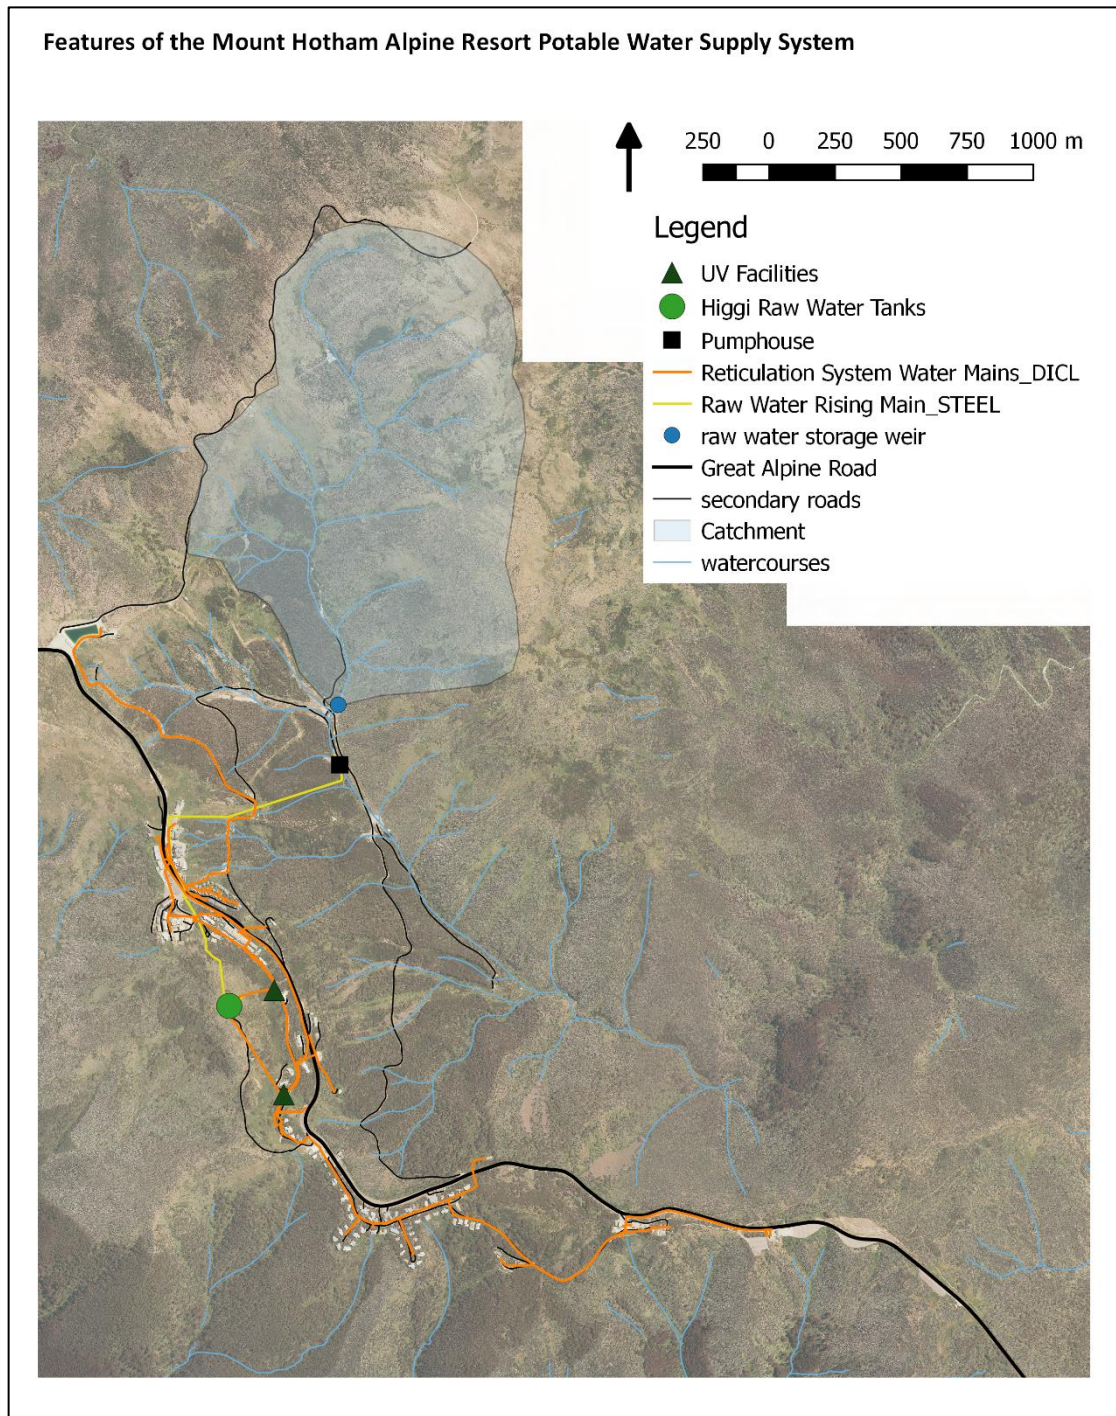 Features of the Mount Hotham Alpine Resort Potable Water Supply System
250 0 250 500 750 1000 m
Legend
UV Facilities
Higgi Raw Water Tanks
Pumphouse
Reticulation System Water Mains_DICL
Raw Water Rising Main_STEEL
raw water storage weir
Great Alpine Road
secondary roads
Catchment
watercourses